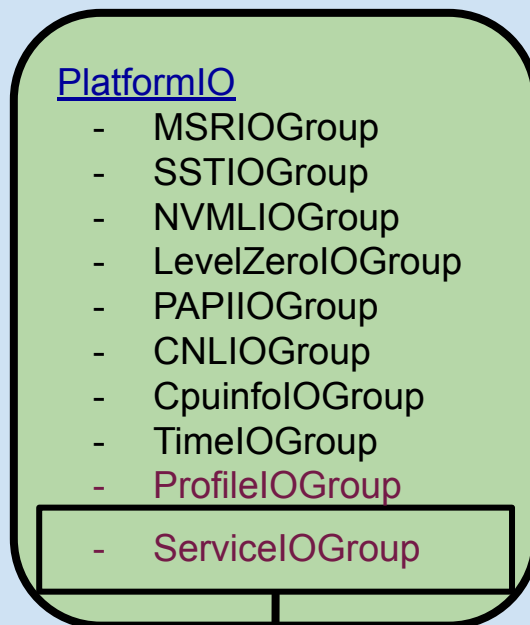 PlatformIO
- MSRIOGroup
- SSTIOGroup
- NVMLIOGroup
- LevelZeroIOGroup
- PAPIIOGroup
- CNLIOGroup
- CpuinfoIOGroup
- TimeIOGroup
- ProfileIOGroup
- ServiceIOGroup